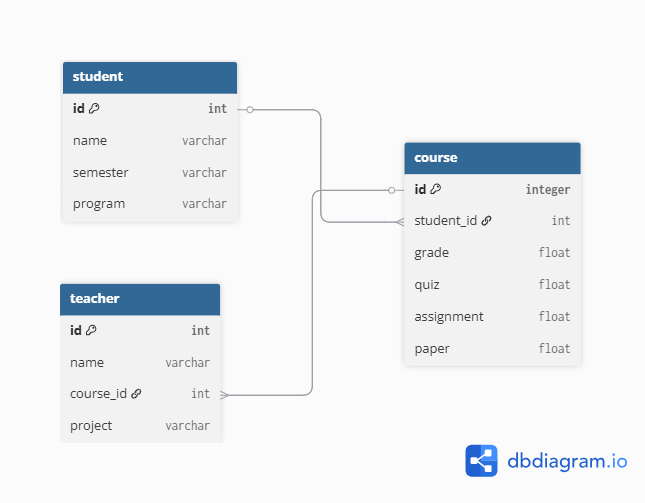 student
id int
name varchar
semester varchar
program varchar
course
id integer
student_id int
grade float
quiz float
assignment float
paper float
teacher
id int
name varchar
course_id int
project varchar
dbdiagram.io